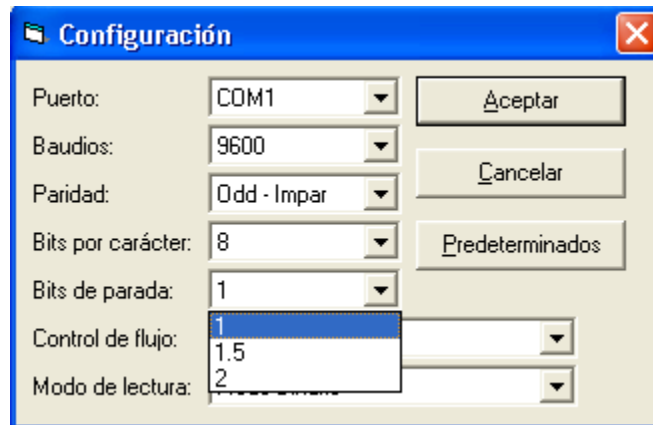 Configuración
Puerto: COM1 Aceptar
Baudios: 9600
Cancelar
Paridad: Odd - Impar
Bits por carácter: 8 Predeterminados
Bits de parada: 1
1
Control de flujo:
1.5
2
Modo de lectura: